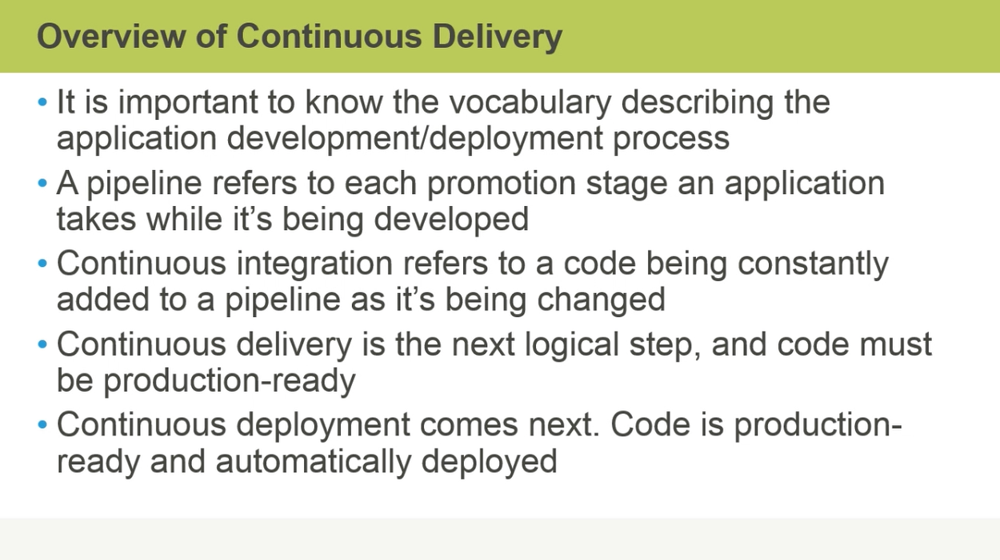 Overview of Continuous Delivery
• It is important to know the vocabulary describing the
application development/deployment process
• A pipeline refers to each promotion stage an application
takes while it’s being developed
• Continuous integration refers to a code being constantly
added to a pipeline as it’s being changed
• Continuous delivery is the next logical step, and code must
be production-ready
• Continuous deployment comes next. Code is production-
ready and automatically deployed